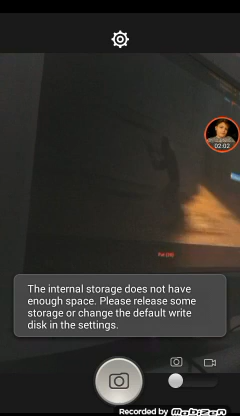 02:02
The internal storage does not have
enough space. Please release some
storage or change the default write
disk in the settings.
Recorded by Mobizen